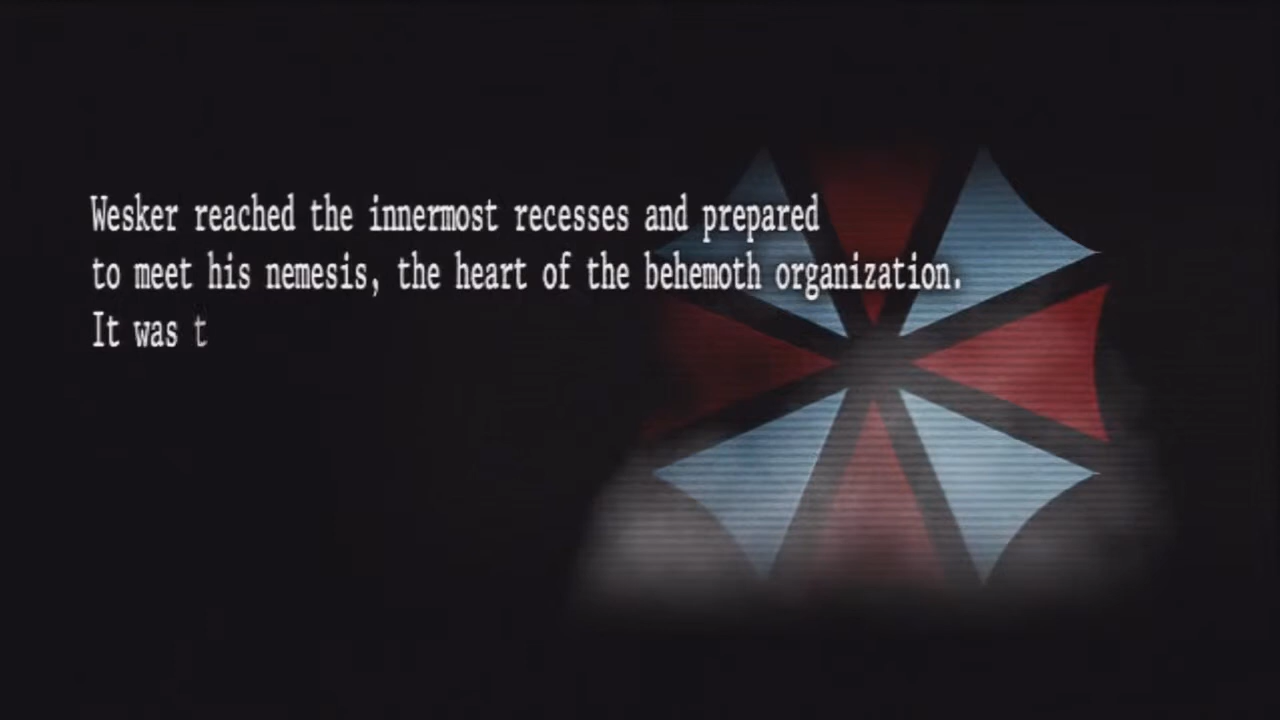 Wesker reached the innermost recesses and prepared
to meet his nemesis, the heart of the behemoth organization.
It was t